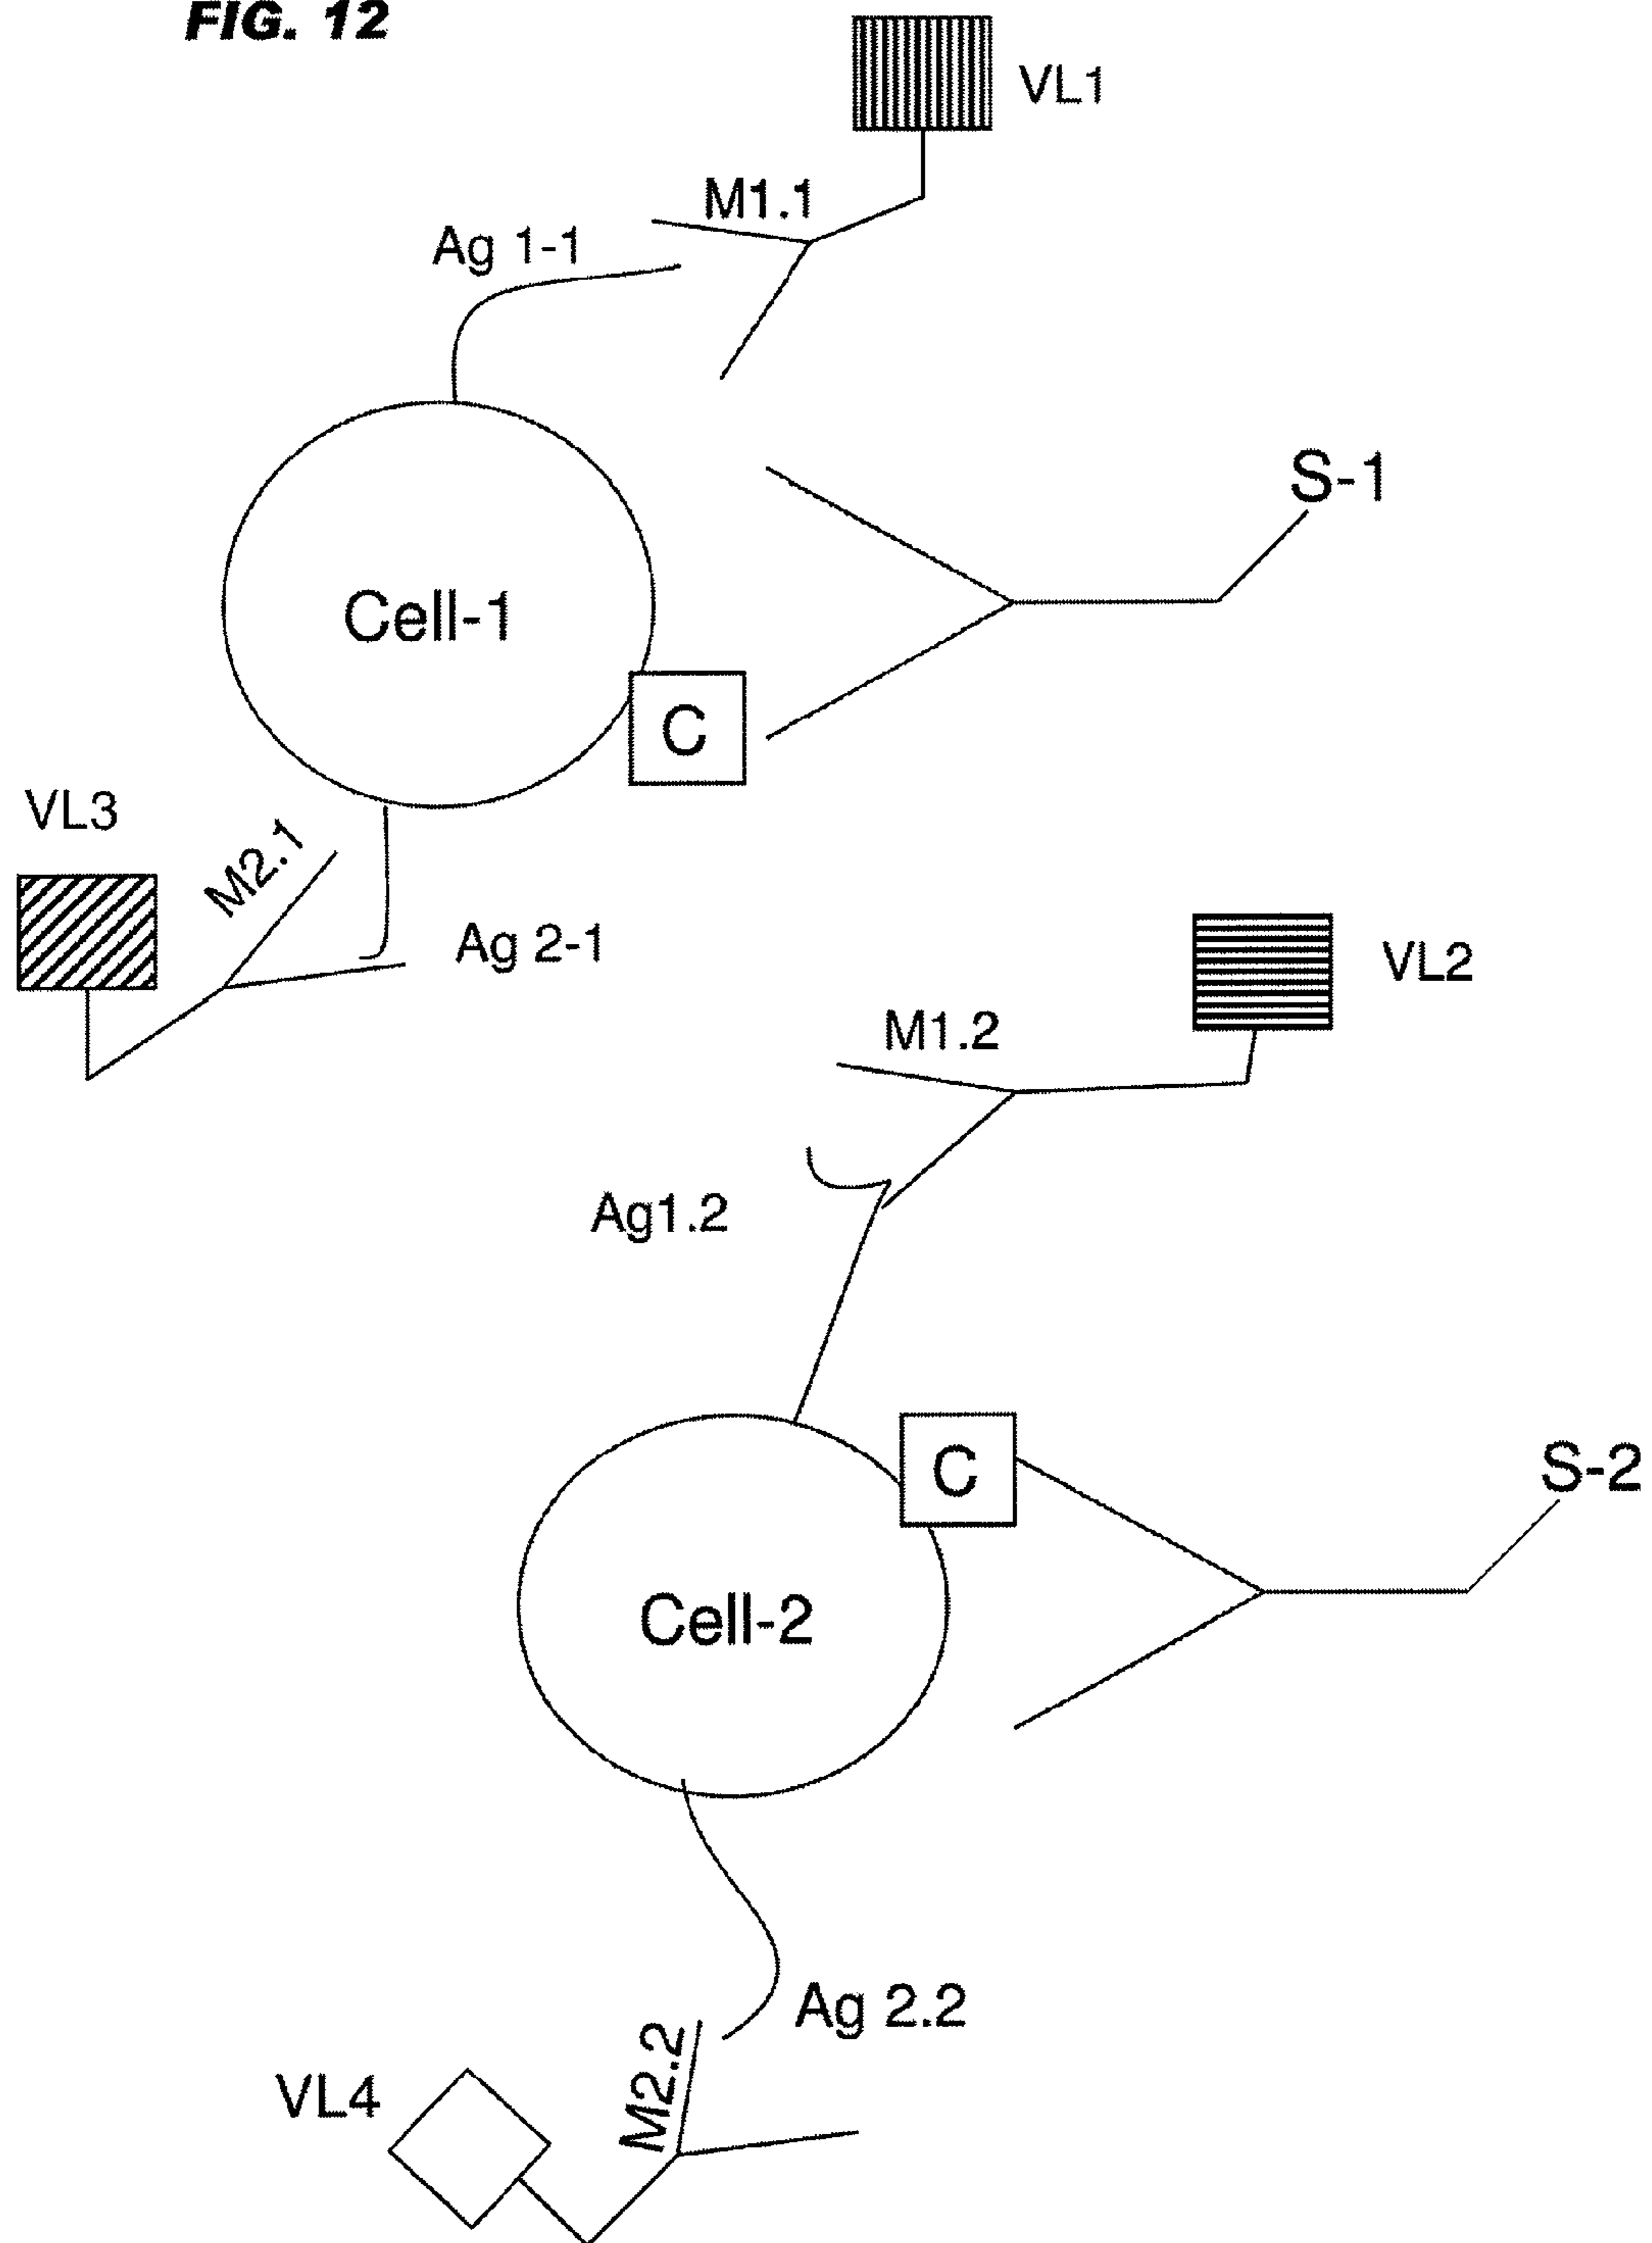 FIG. 12
VL1
M1.1
Ag 1-1
S-1
Cell-1
C
VL3
M2.1
Ag 2-1
VL2
M1.2
Ag1.2
C
S-2
Cell-2
Ag 2.2
M2.2
VL4